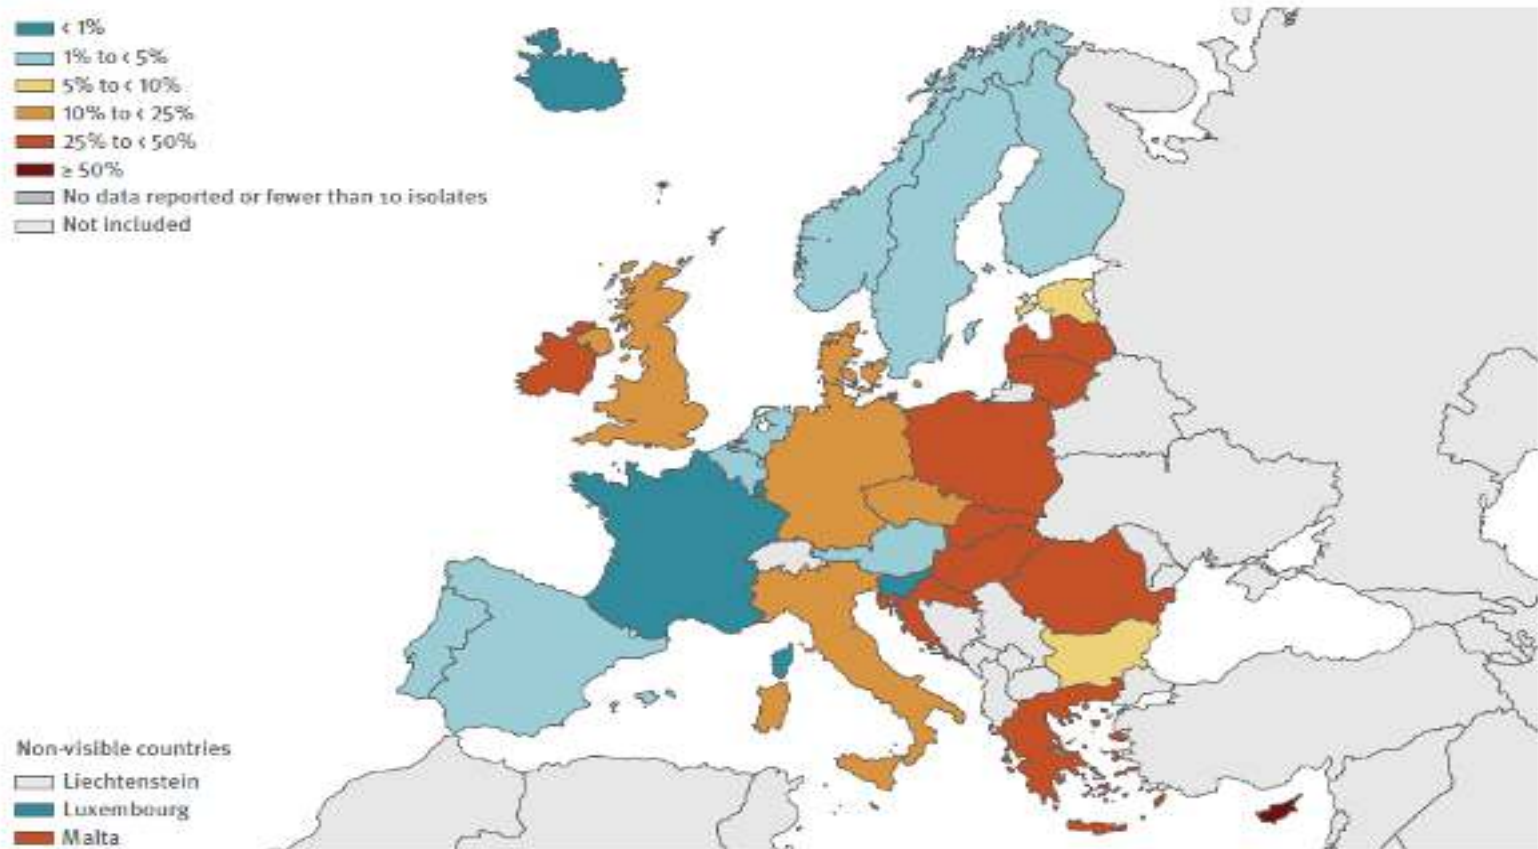 < 1%
1% to < 5%
5% to < 10%
10% to < 25%
25% to < 50%
≥ 50%
No data reported or fewer than 10 isolates
Not included
Non-visible countries
Liechtenstein
Luxembourg
Malta